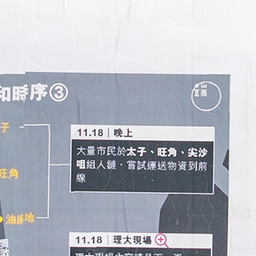 和時序③
子
11.18 | 晚上
大量市民於太子、旺角、尖沙
咀組人鏈，嘗試運送物資到前
線
旺角
油麻地
11.18 | 理大現場